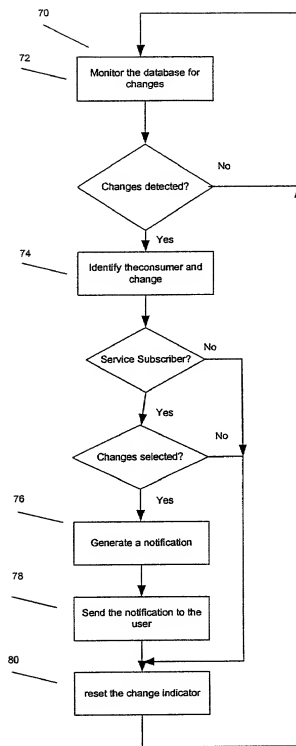 70
72
Monitor the database for
changes
No
Changes detected?
Yes
74
Identify theconsumer and
change
No
Service Subscriber?
Yes
No
Changes selected?
Yes
76
Generate a notification
78
Send the notification to the
user
80
reset the change indicator